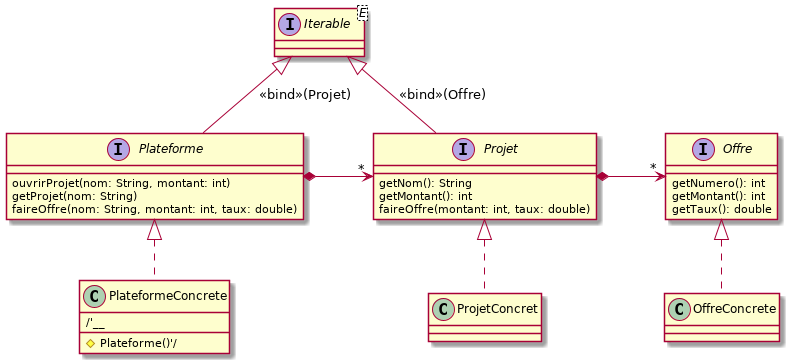 I Iterable E
«bind»(Projet)
«bind»(Offre)
I Plateforme
ouvrirProjet(nom: String, montant: int)
getProjet(nom: String)
faireOffre(nom: String, montant: int, taux: double)
*
I Projet
getNom(): String
getMontant(): int
faireOffre(montant: int, taux: double)
*
I Offre
getNumero(): int
getMontant(): int
getTaux(): double
C PlateformeConcrete
/'__
Plateforme()'/
C ProjetConcret
C OffreConcrete